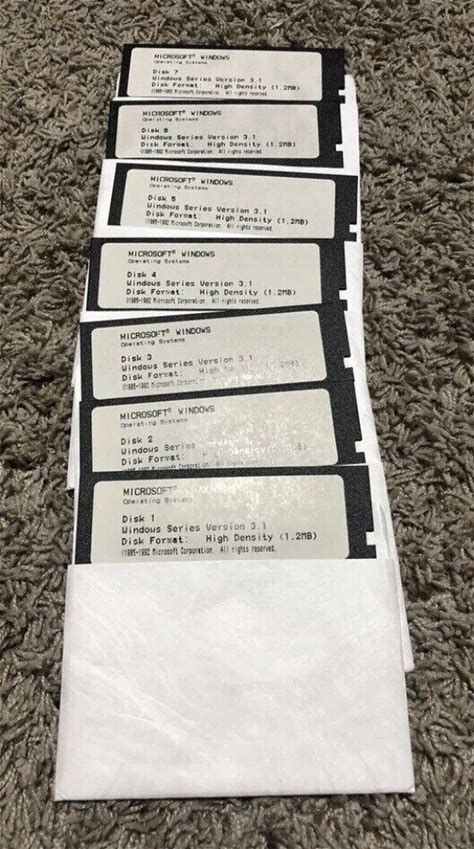 MICROSOFT® WINDOWS
Operating Systems
Disk 7
Windows Series Version 3.1
Disk Format: High Density (1.2MB)
©1985-1992 Microsoft Corporation. All rights reserved.
MICROSOFT® WINDOWS
Operating Systems
Disk 6
Windows Series Version 3.1
Disk Format: High Density (1.2MB)
©1985-1992 Microsoft Corporation. All rights reserved.
MICROSOFT® WINDOWS
Operating Systems
Disk 5
Windows Series Version 3.1
Disk Format: High Density (1.2MB)
©1985-1992 Microsoft Corporation. All rights reserved.
MICROSOFT® WINDOWS
Operating Systems
Disk 4
Windows Series Version 3.1
Disk Format: High Density (1.2MB)
©1985-1992 Microsoft Corporation. All rights reserved.
MICROSOFT® WINDOWS
Operating Systems
Disk 3
Windows Series Version 3.1
Disk Format: High
©1985-1992 Microsoft
MICROSOFT® WINDOWS
Operating Systems
Disk 2
Windows Series
Disk Format:
©1985-1992 Microsoft Corporation.
MICROSOFT®
Operating Systems
Disk 1
Windows Series Version 3.1
Disk Format: High Density (1.2MB)
©1985-1992 Microsoft Corporation. All rights reserved.